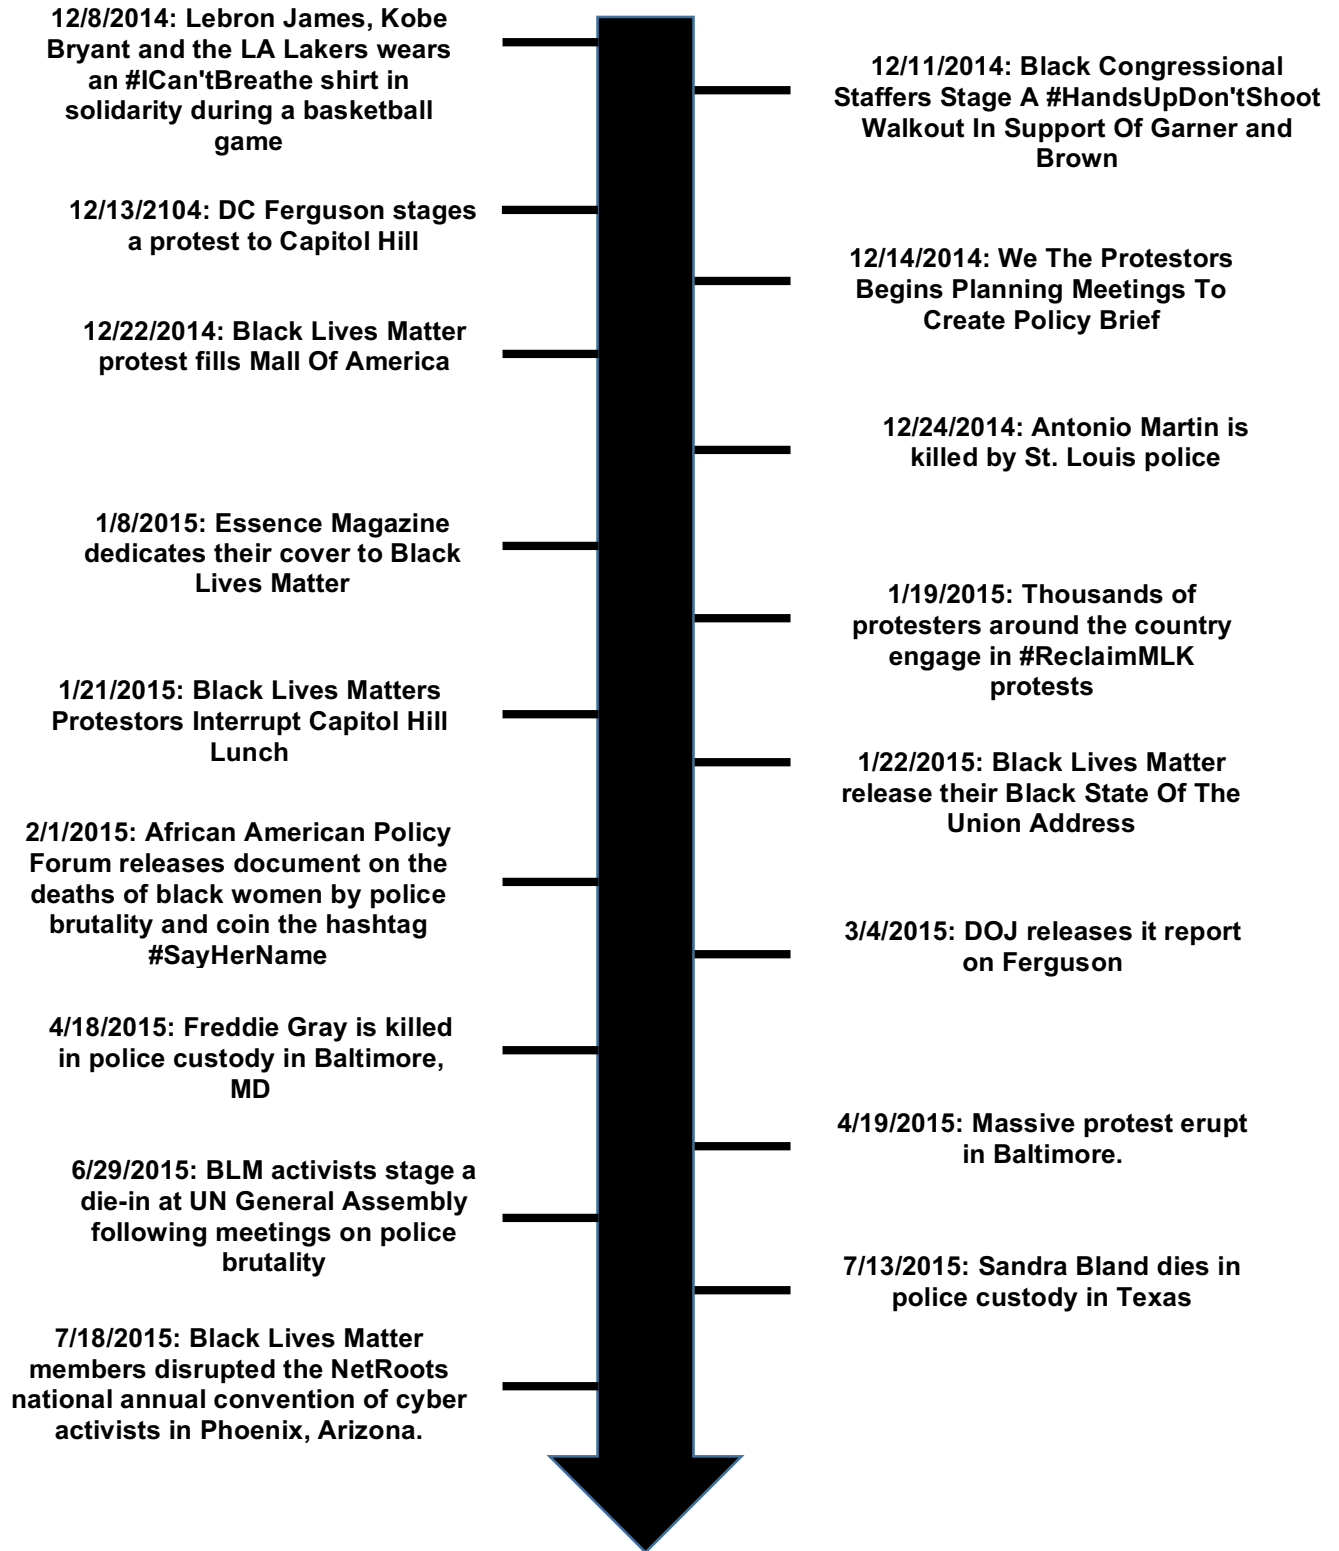 12/8/2014: Lebron James, Kobe
Bryant and the LA Lakers wears
an #ICan'tBreathe shirt in
solidarity during a basketball
game
12/11/2014: Black Congressional
Staffers Stage A #HandsUpDon'tShoot
Walkout In Support Of Garner and
Brown
12/13/2104: DC Ferguson stages
a protest to Capitol Hill
12/14/2014: We The Protestors
Begins Planning Meetings To
Create Policy Brief
12/22/2014: Black Lives Matter
protest fills Mall Of America
12/24/2014: Antonio Martin is
killed by St. Louis police
1/8/2015: Essence Magazine
dedicates their cover to Black
Lives Matter
1/19/2015: Thousands of
protesters around the country
engage in #ReclaimMLK
protests
1/21/2015: Black Lives Matters
Protestors Interrupt Capitol Hill
Lunch
1/22/2015: Black Lives Matter
release their Black State Of The
Union Address
2/1/2015: African American Policy
Forum releases document on the
deaths of black women by police
brutality and coin the hashtag
#SayHerName
3/4/2015: DOJ releases it report
on Ferguson
4/18/2015: Freddie Gray is killed
in police custody in Baltimore,
MD
4/19/2015: Massive protest erupt
in Baltimore.
6/29/2015: BLM activists stage a
die-in at UN General Assembly
following meetings on police
brutality
7/13/2015: Sandra Bland dies in
police custody in Texas
7/18/2015: Black Lives Matter
members disrupted the NetRoots
national annual convention of cyber
activists in Phoenix, Arizona.